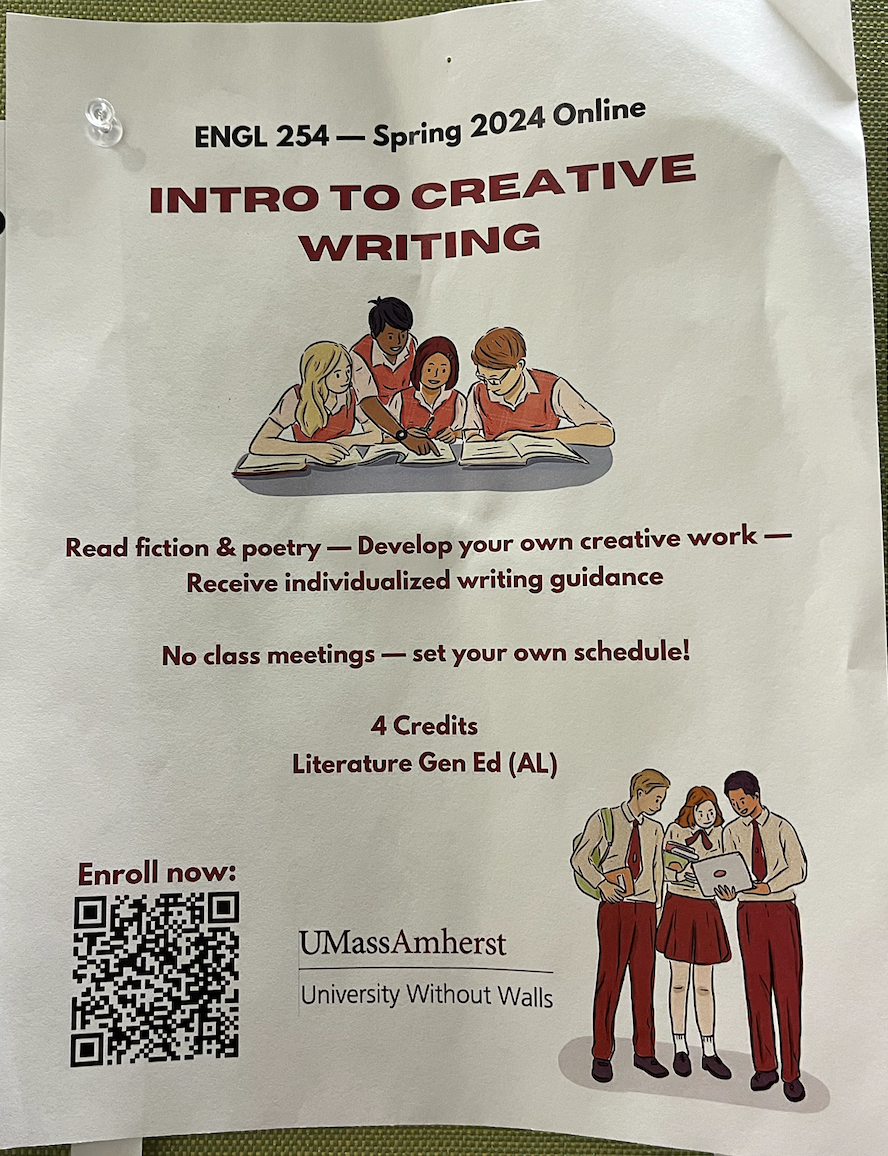 ENGL 254 — Spring 2024 Online
INTRO TO CREATIVE
WRITING
Read fiction & poetry — Develop your own creative work —
Receive individualized writing guidance
No class meetings — set your own schedule!
4 Credits
Literature Gen Ed (AL)
Enroll now:
UMassAmherst
University Without Walls